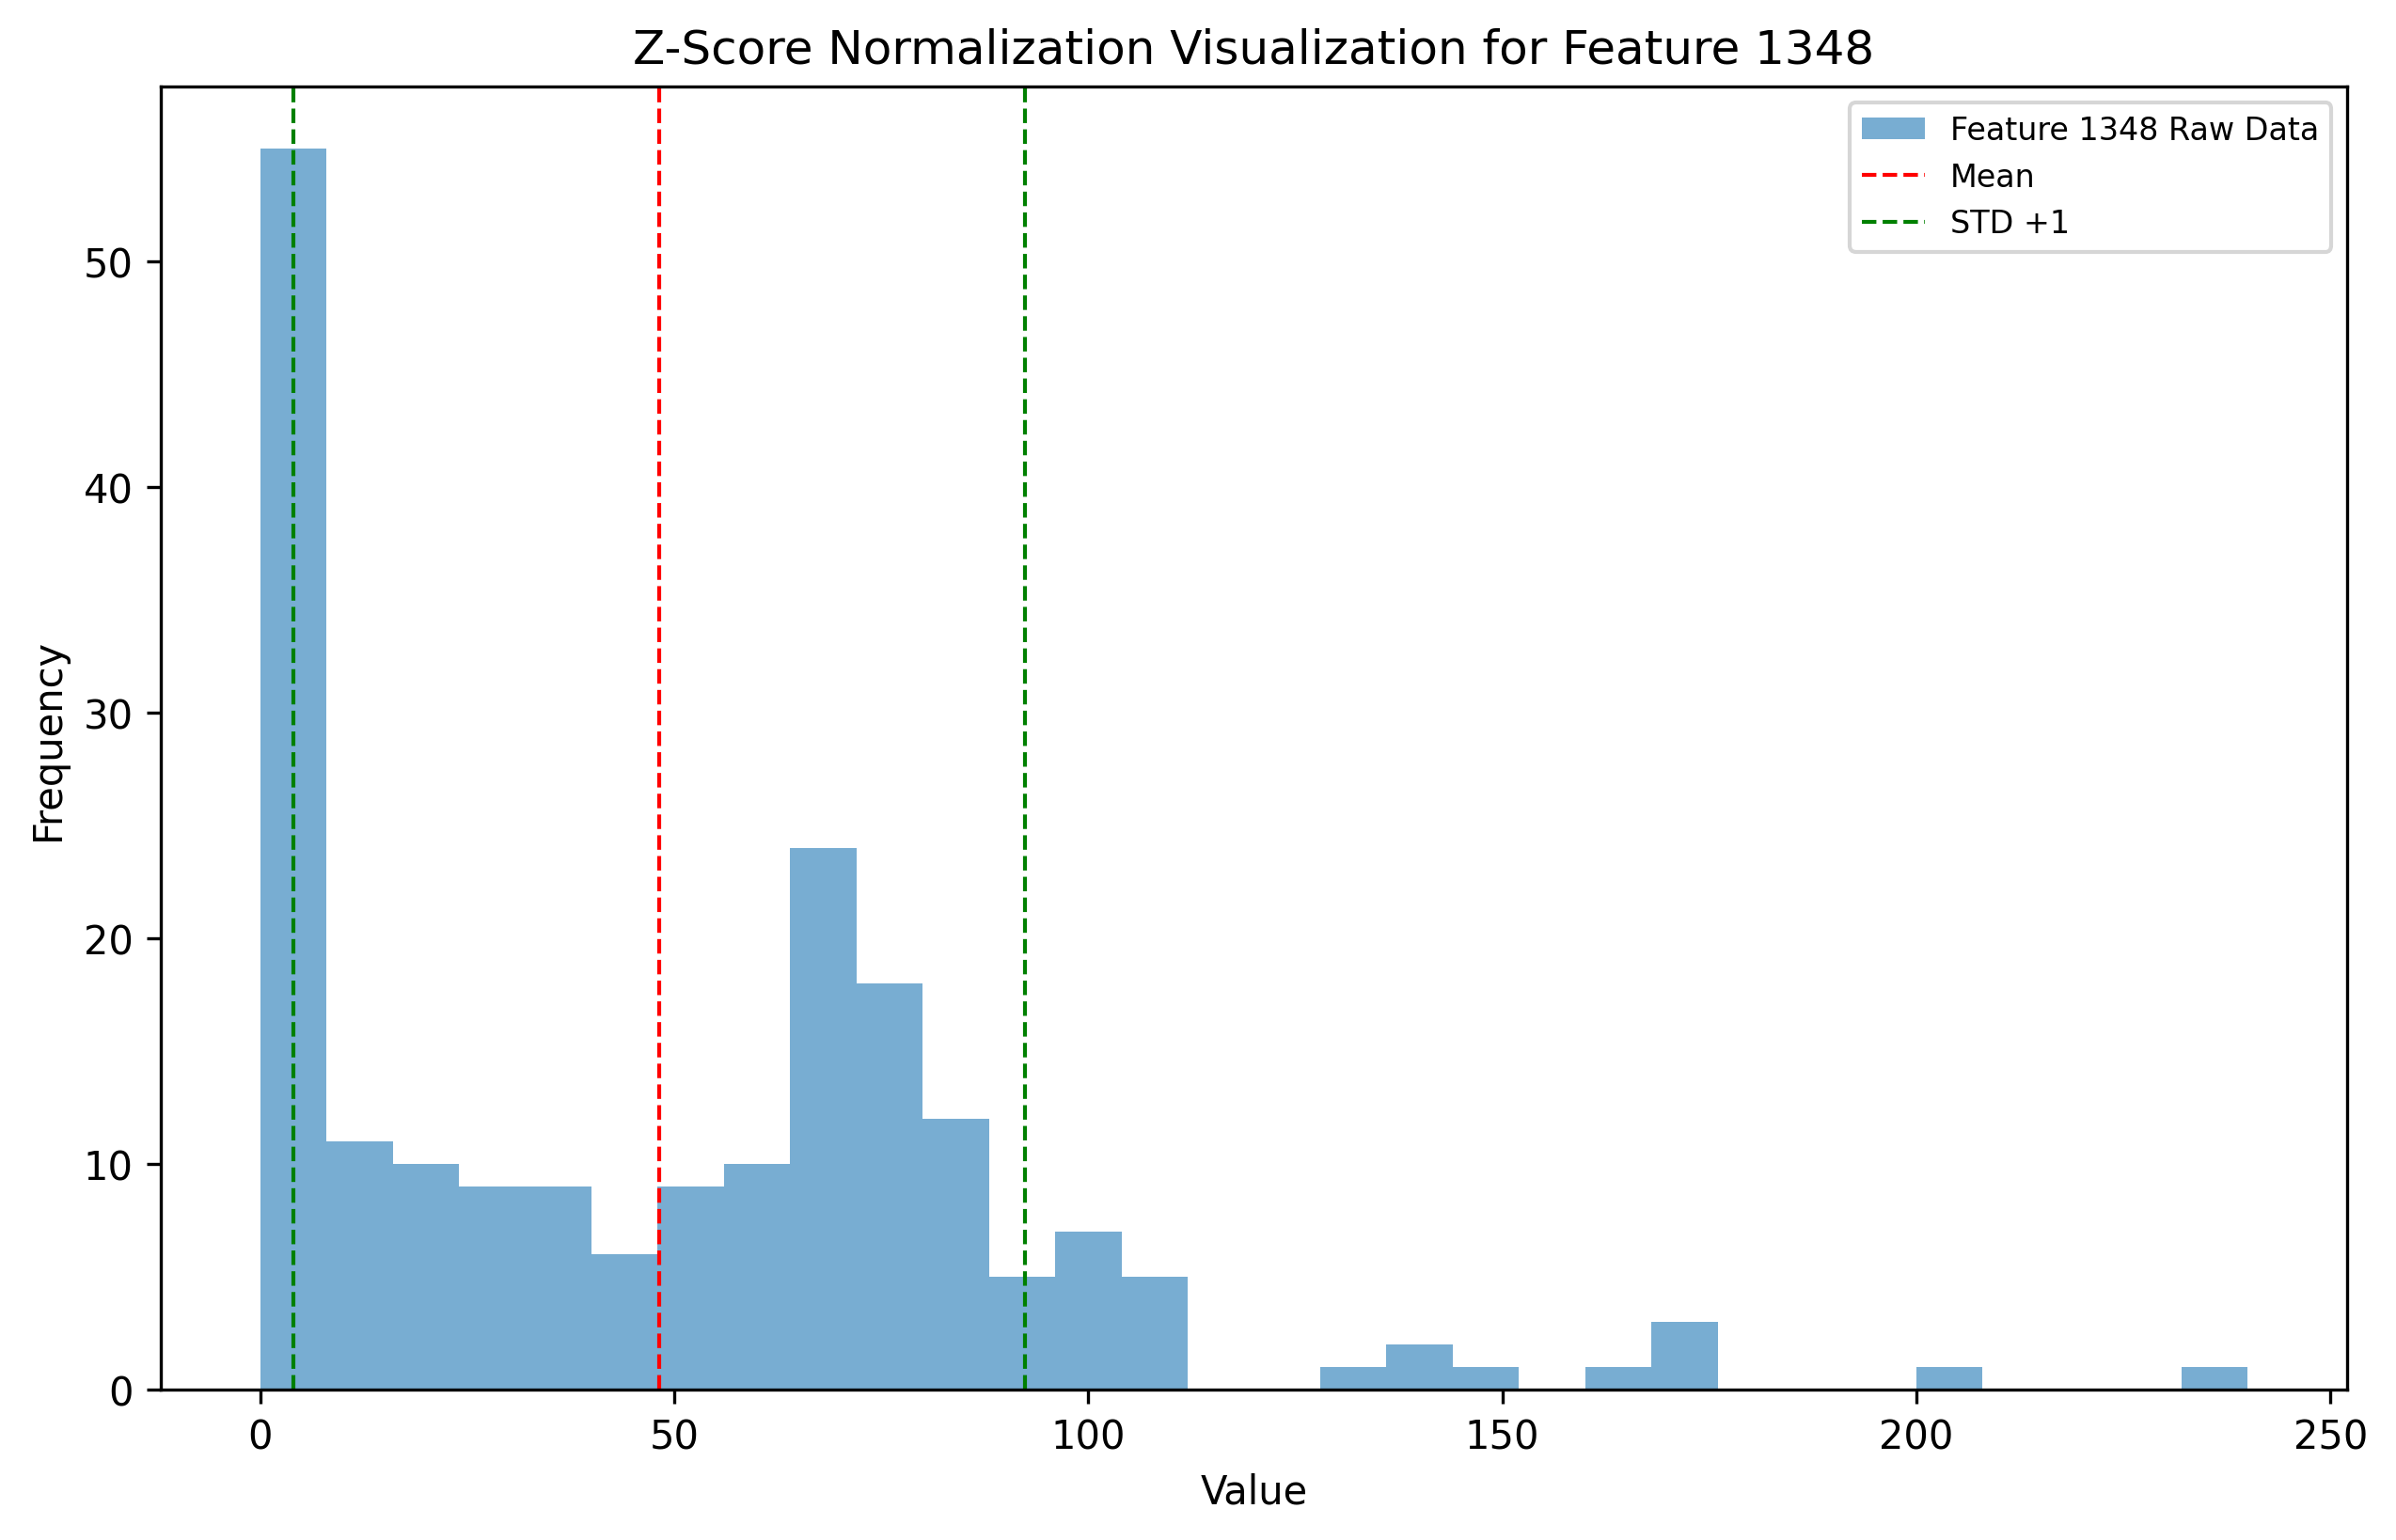 Z-Score Normalization Visualization for Feature 1348
Feature 1348 Raw Data
Mean
STD +1
Frequency
50
40
30
20
10
0
0 50 100 150 200 250
Value